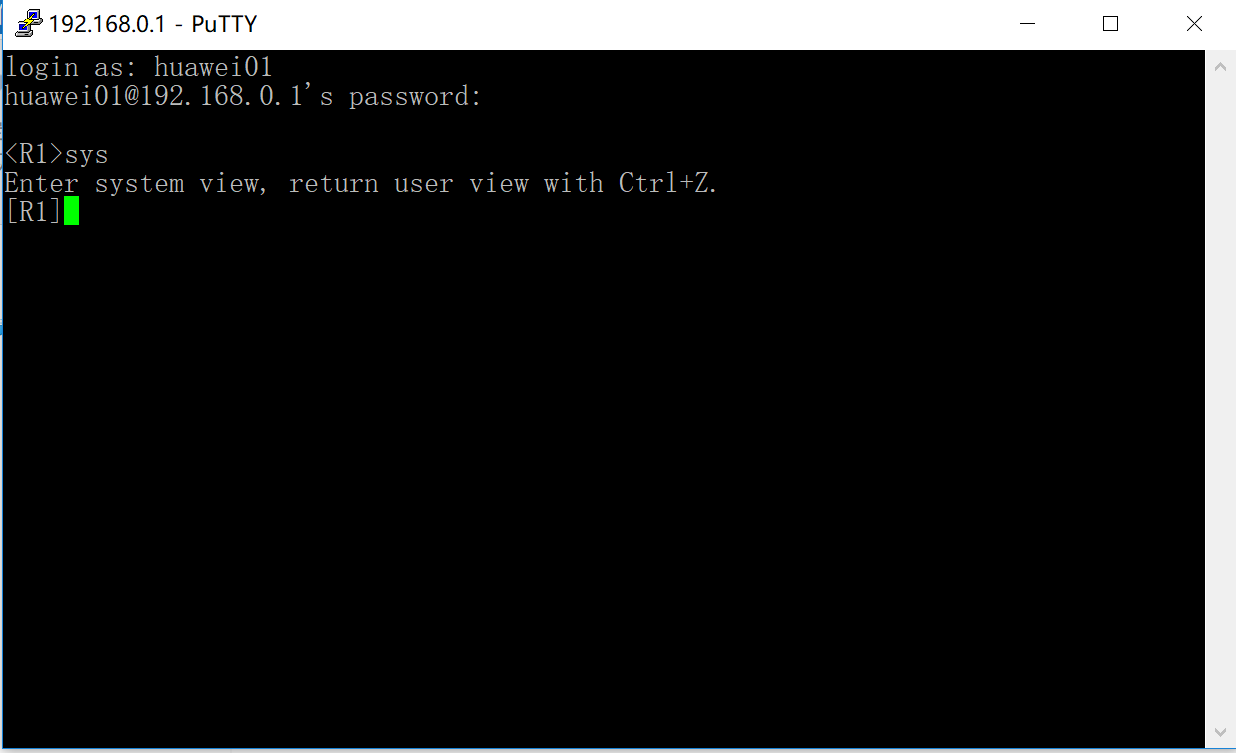 192.168.0.1 - PuTTY
login as: huawei01
huawei01@192.168.0.1's password:
<R1>sys
Enter system view, return user view with Ctrl+Z.
[R1]